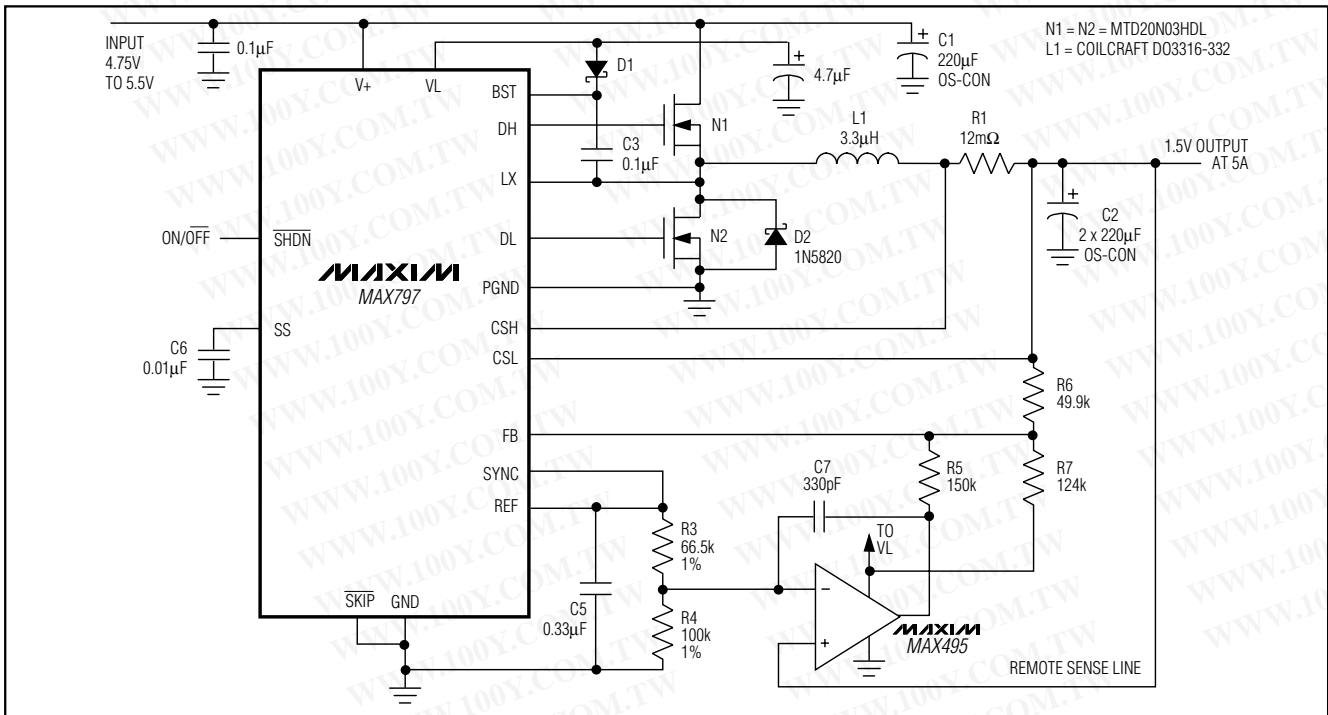 INPUT
4.75V
TO 5.5V
0.1μF
V+
VL
D1
4.7μF
C1
220μF
OS-CON
N1 = N2 = MTD20N03HDL
L1 = COILCRAFT DO3316-332
BST
DH
C3
0.1μF
LX
N1
L1
3.3μH
R1
12mΩ
1.5V OUTPUT
AT 5A
ON/OFF
SHDN
MAXIM
MAX797
DL
N2
D2
1N5820
C2
2 x 220μF
OS-CON
PGND
SS
C6
0.01μF
CSH
CSL
R6
49.9k
FB
SYNC
REF
C7
330pF
R5
150k
R7
124k
R3
66.5k
1%
TO
VL
SKIP
GND
C5
0.33μF
R4
100k
1%
–
+
MAXIM
MAX495
REMOTE SENSE LINE
WWW.100Y.COM.TW